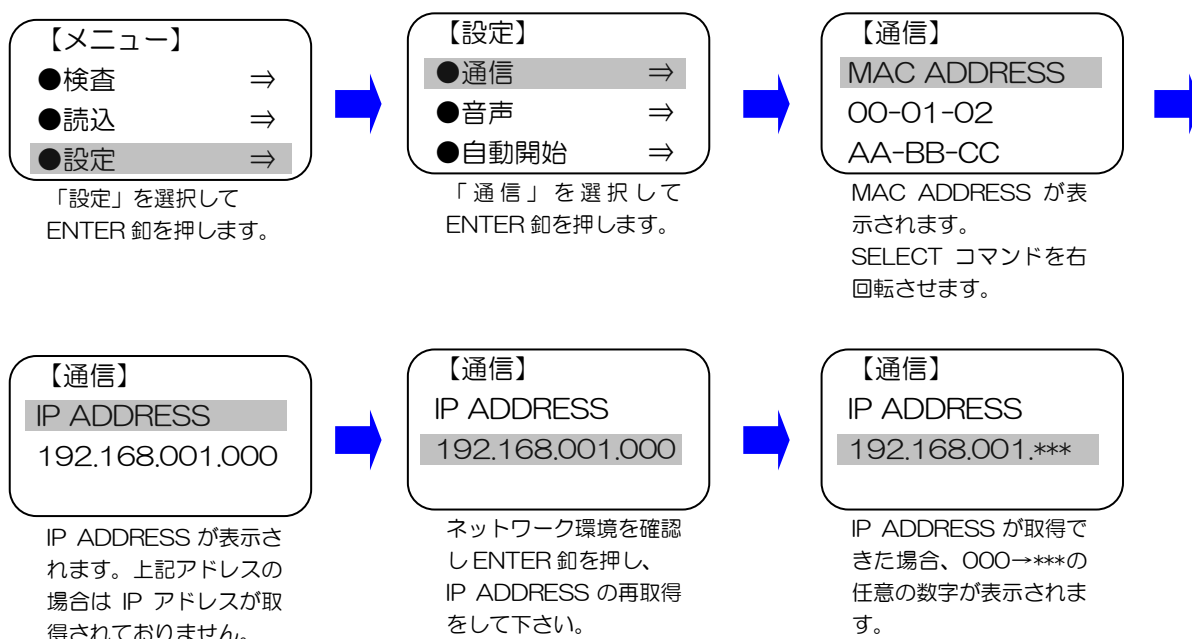 【メニュー】
●検査 ⇒
●読込 ⇒
●設定 ⇒
「設定」を選択して
ENTER 釦を押します。
【設定】
●通信 ⇒
●音声 ⇒
●自動開始 ⇒
「通信」を選択して
ENTER 釦を押します。
【通信】
MAC ADDRESS
00-01-02
AA-BB-CC
MAC ADDRESS が表
示されます。
SELECT コマンドを右
回転させます。
【通信】
IP ADDRESS
192.168.001.000
IP ADDRESS が表示さ
れます。上記アドレスの
場合は IP アドレスが取
得されておりません。
【通信】
IP ADDRESS
192.168.001.000
ネットワーク環境を確認
し ENTER 釦を押し、
IP ADDRESS の再取得
をして下さい。
【通信】
IP ADDRESS
192.168.001.***
IP ADDRESS が取得で
きた場合、000→***の
任意の数字が表示されま
す。